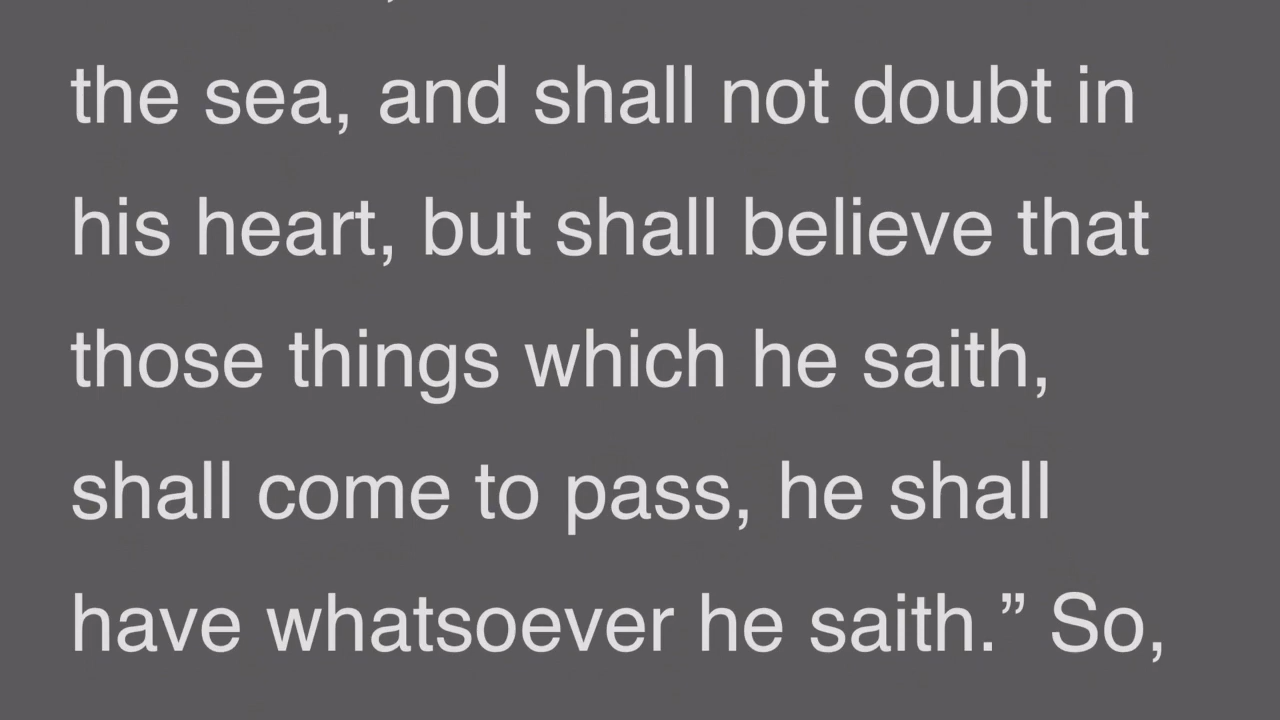 the sea, and shall not doubt in
his heart, but shall believe that
those things which he saith,
shall come to pass, he shall
have whatsoever he saith.” So,